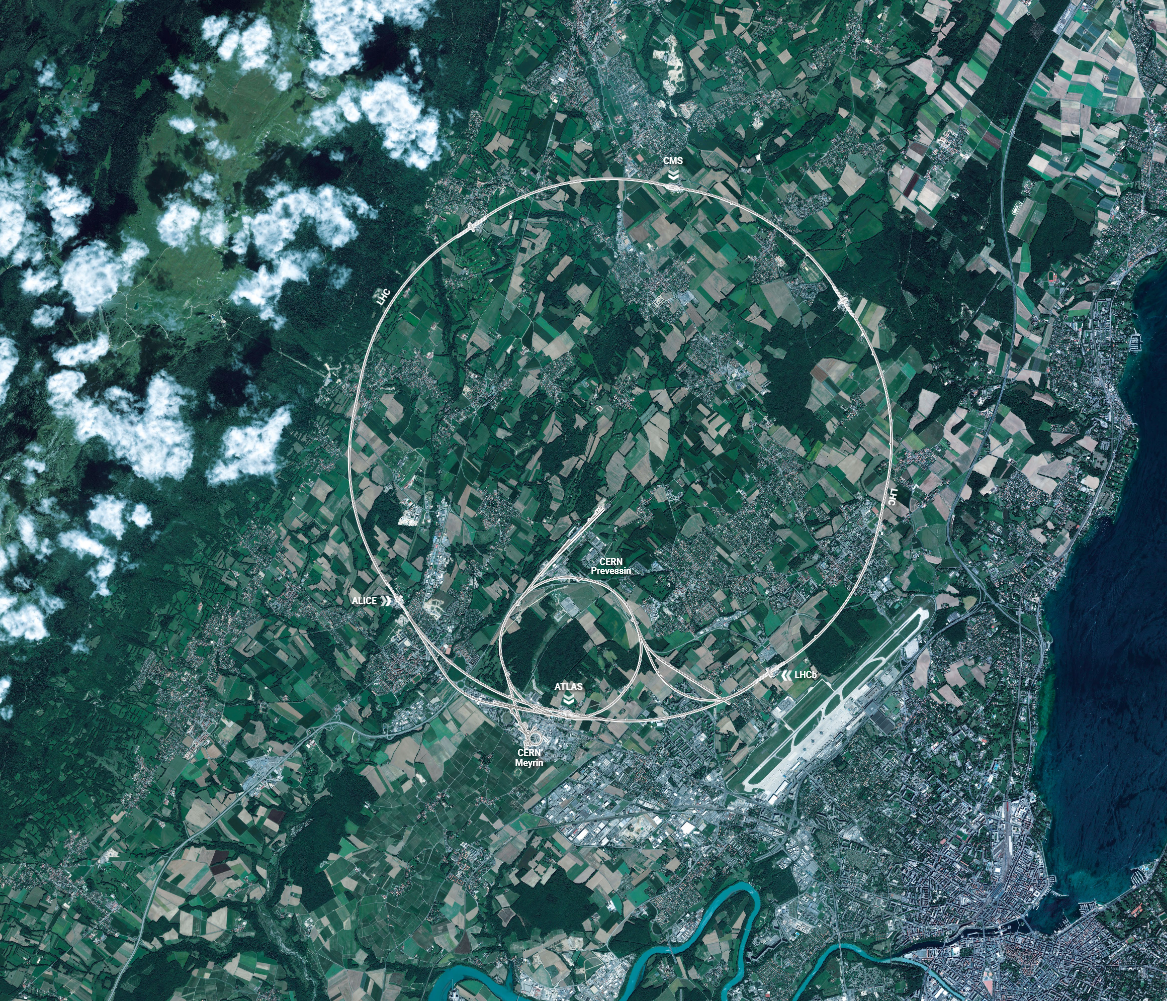 CMS
LHC
LHC
CERN
Prevessin
ALICE
LHCb
ATLAS
CERN
Meyrin